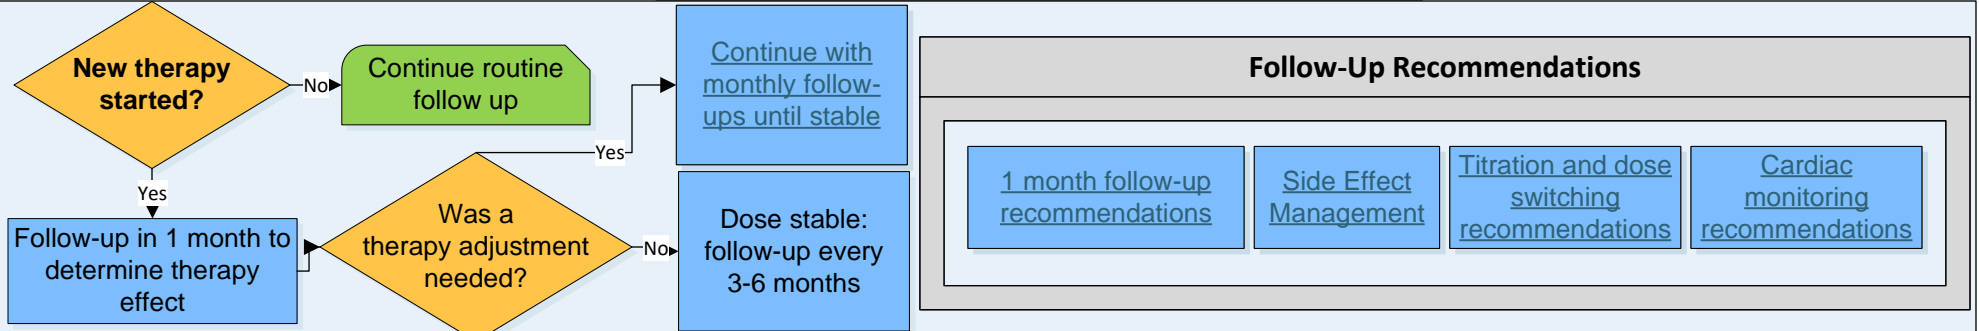 New therapy
started?
No
Continue routine
follow up
Continue with
monthly follow-
ups until stable
Yes
Yes
Follow-up in 1 month to
determine therapy
effect
Was a
therapy adjustment
needed?
No
Dose stable:
follow-up every
3-6 months
Follow-Up Recommendations
1 month follow-up
recommendations
Side Effect
Management
Titration and dose
switching
recommendations
Cardiac
monitoring
recommendations